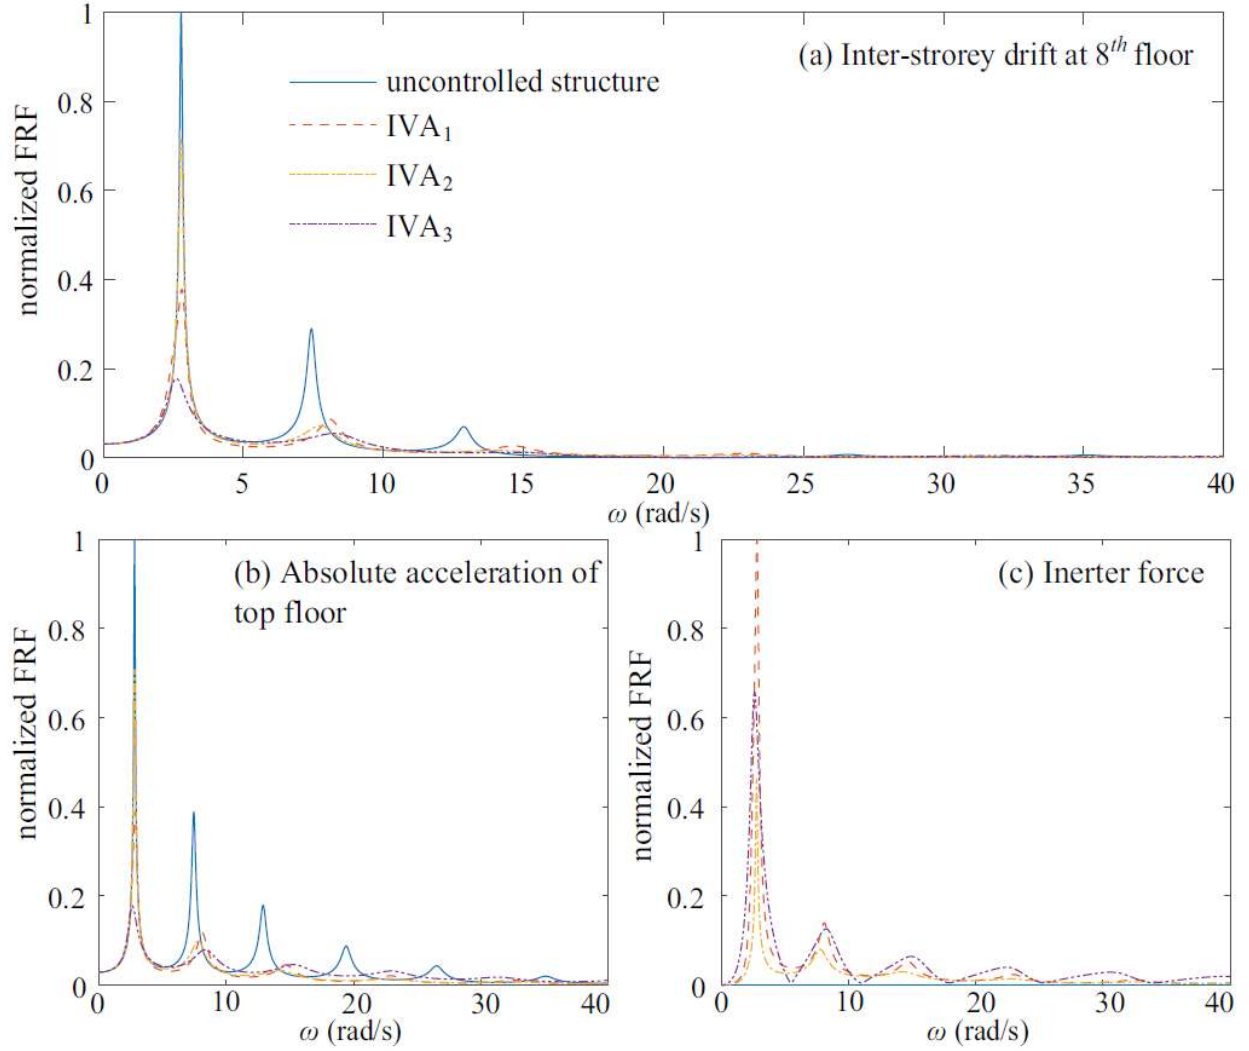 (a) Inter-strorey drift at 8th floor
uncontrolled structure
IVA1
IVA2
IVA3
normalized FRF
1
0.8
0.6
0.4
0.2
0
0 5 10 15 20 25 30 35 40
ω (rad/s)
(b) Absolute acceleration of
top floor
normalized FRF
1
0.8
0.6
0.4
0.2
0
0 10 20 30 40
ω (rad/s)
(c) Inerter force
normalized FRF
1
0.8
0.6
0.4
0.2
0
0 10 20 30 40
ω (rad/s)